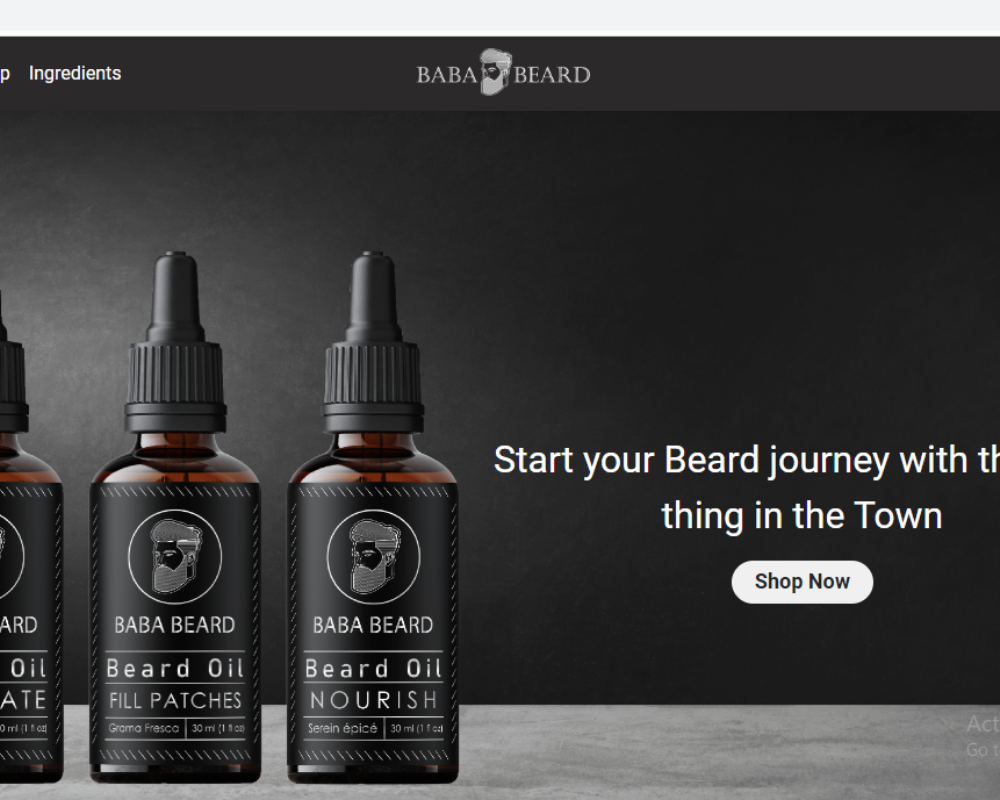 p Ingredients
BABA BEARD
Start your Beard journey with th
thing in the Town
Shop Now
ARD
Oil
ATE
0 ml (1 fl oz)
BABA BEARD
Beard Oil
FILL PATCHES
Grama Fresca 30 ml (1 fl oz)
BABA BEARD
Beard Oil
NOURISH
Serein épicé 30 ml (1 fl oz)
Act
Go t